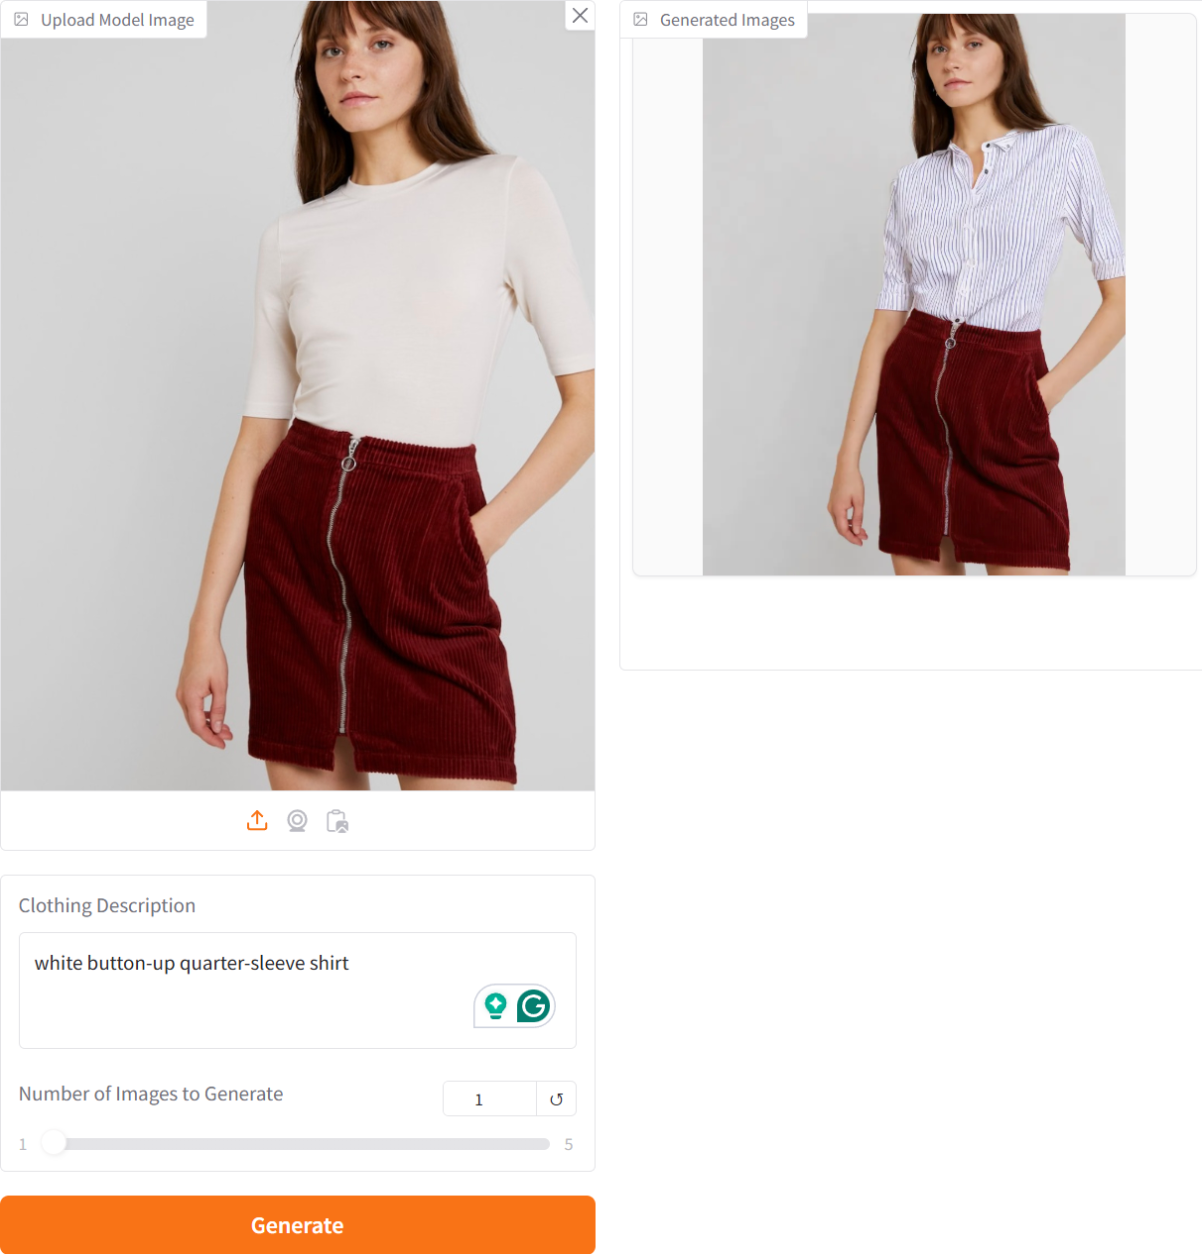 Upload Model Image
Generated Images
Clothing Description
white button-up quarter-sleeve shirt
Number of Images to Generate
1
1
5
Generate